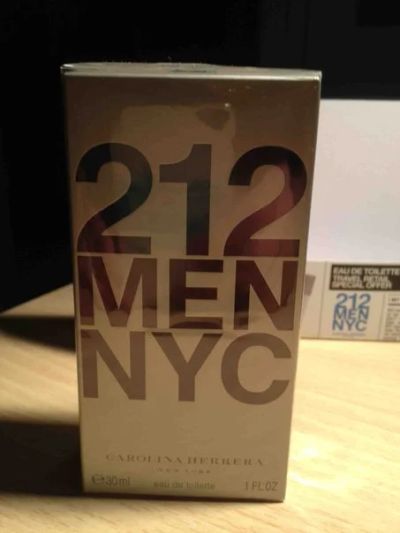 212
MEN
NYC
CAROLINA HERRERA
NEW YORK
℮30ml eau de toilette 1 FL.OZ
EAU DE TOILETTE
TRAVEL RETAIL
SPECIAL OFFER
212
MEN
NYC